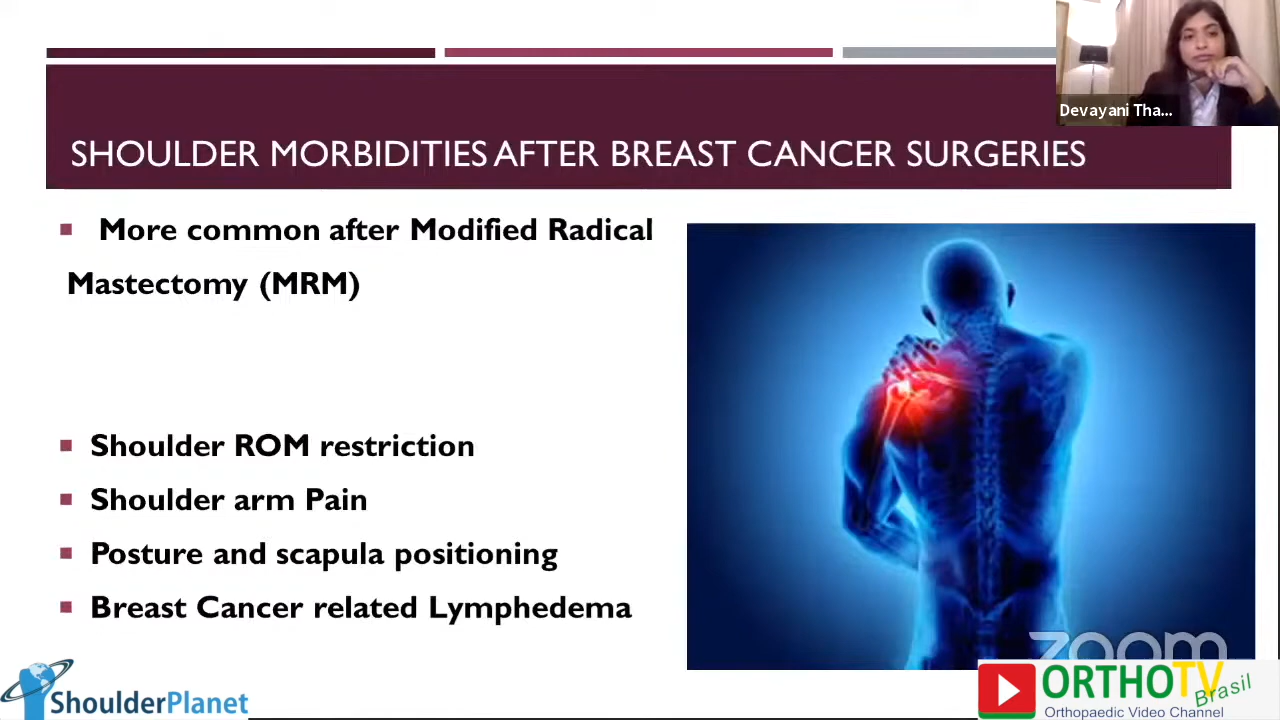 Devayani Tha...
SHOULDER MORBIDITIES AFTER BREAST CANCER SURGERIES
More common after Modified Radical
Mastectomy (MRM)
Shoulder ROM restriction
Shoulder arm Pain
Posture and scapula positioning
Breast Cancer related Lymphedema
zoom
ShoulderPlanet
ORTHOTV
Brasil
Orthopaedic Video Channel